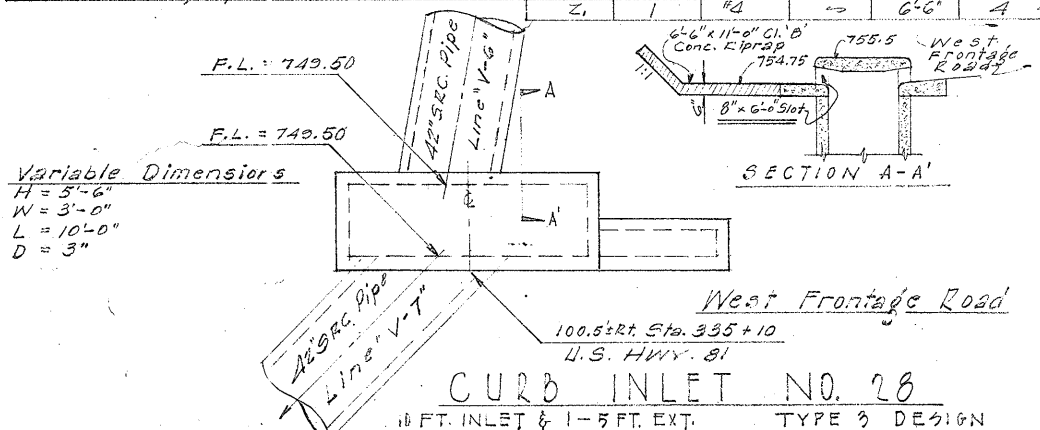 Z, 1 #4 6'-6" 4
6'-6" x 11'-0" Cl. 'B'
Conc. Riprap
755.5
West
Frontage
Road
754.75
1:1
6"
8" x 6'-0" Slot
SECTION A-A'
F.L. = 749.50
F.L. = 749.50
42" S.R.C. Pipe
Line "V-6"
A
A'
Variable Dimensions
H = 5'-6"
W = 3'-0"
L = 10'-0"
D = 3"
42" S.R.C. Pipe
Line "V-7"
West Frontage Road
100.5' Rt. Sta. 335+10
U.S. HWY. 81
CURB INLET NO. 28
10 FT. INLET & 1-5 FT. EXT. TYPE 3 DESIGN